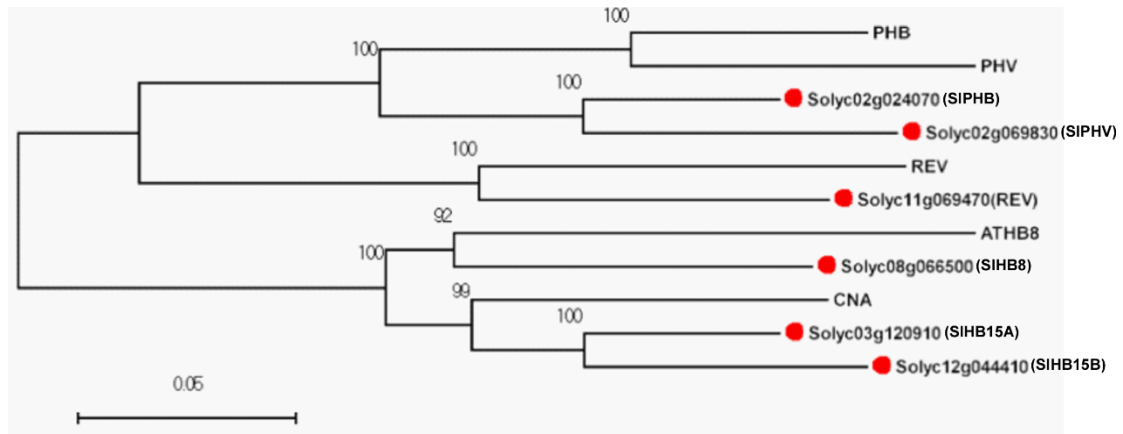 100
PHB
100
PHV
100
Solyc02g024070 (SlPHB)
Solyc02g069830 (SlPHV)
100
REV
Solyc11g069470(REV)
92
ATHB8
100
Solyc08g066500 (SlHB8)
99
CNA
100
Solyc03g120910 (SlHB15A)
Solyc12g044410 (SlHB15B)
0.05